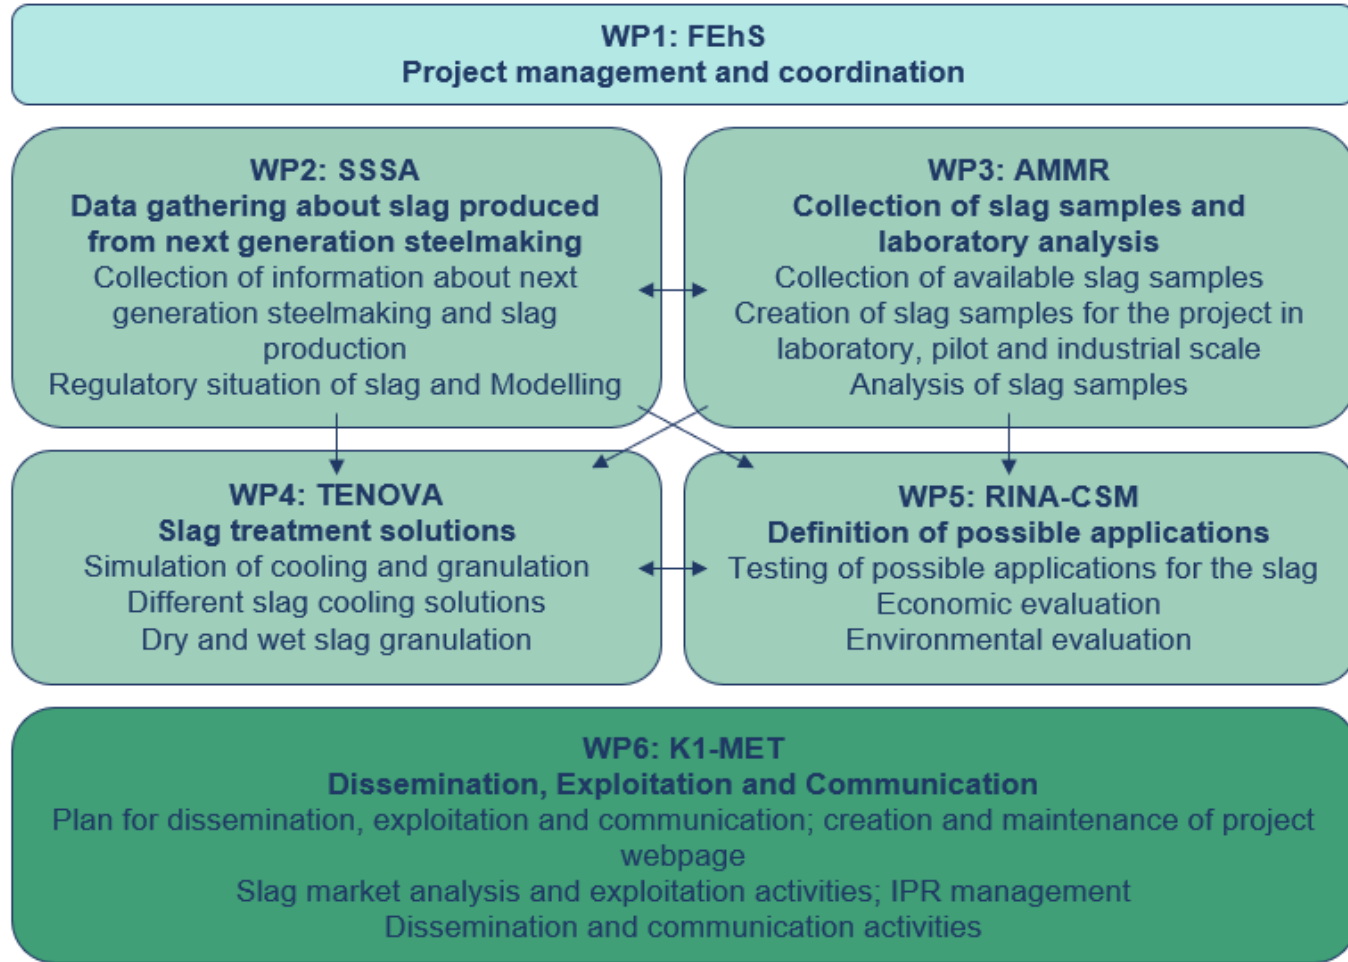 WP1: FEhS
Project management and coordination
WP2: SSSA
Data gathering about slag produced
from next generation steelmaking
Collection of information about next
generation steelmaking and slag
production
Regulatory situation of slag and Modelling
WP3: AMMR
Collection of slag samples and
laboratory analysis
Collection of available slag samples
Creation of slag samples for the project in
laboratory, pilot and industrial scale
Analysis of slag samples
WP4: TENOVA
Slag treatment solutions
Simulation of cooling and granulation
Different slag cooling solutions
Dry and wet slag granulation
WP5: RINA-CSM
Definition of possible applications
Testing of possible applications for the slag
Economic evaluation
Environmental evaluation
WP6: K1-MET
Dissemination, Exploitation and Communication
Plan for dissemination, exploitation and communication; creation and maintenance of project
webpage
Slag market analysis and exploitation activities; IPR management
Dissemination and communication activities